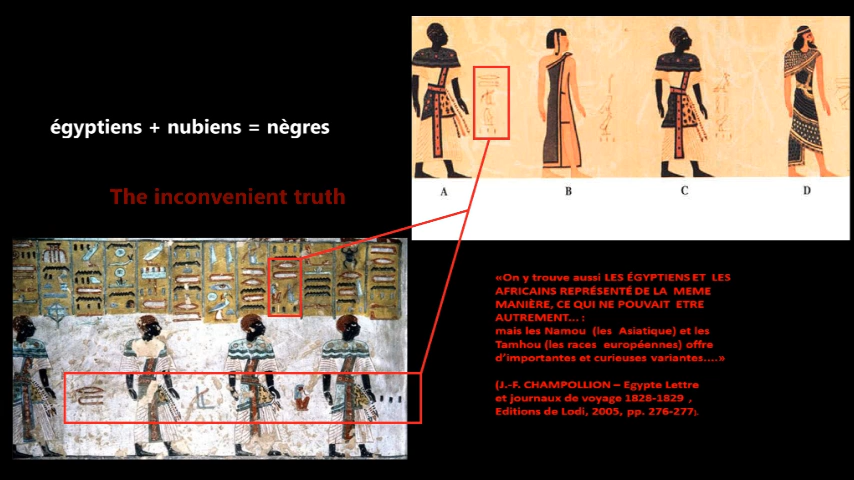 égyptiens + nubiens = nègres
The inconvenient truth
A B C D
«On y trouve aussi LES ÉGYPTIENS ET LES
AFRICAINS REPRÉSENTÉ DE LA MEME
MANIÈRE, CE QUI NE POUVAIT ETRE
AUTREMENT... :
mais les Namou (les Asiatique) et les
Tamhou (les races européennes) offre
d'importantes et curieuses variantes....»
(J.-F. CHAMPOLLION – Egypte Lettre
et journaux de voyage 1828-1829 ,
Editions de Lodi, 2005, pp. 276-277).